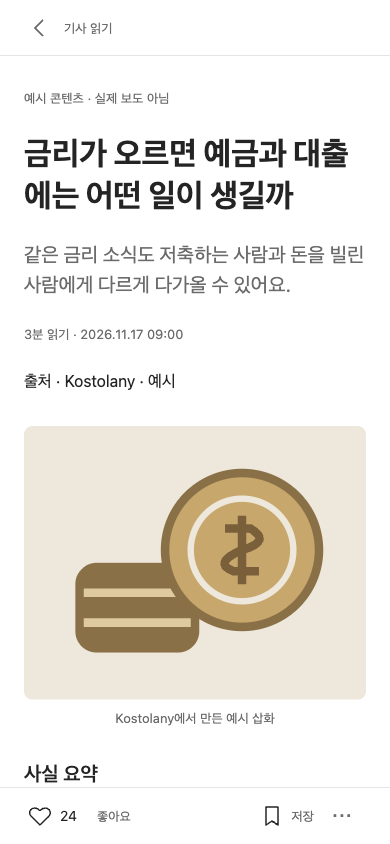 기사 읽기
예시 콘텐츠 · 실제 보도 아님
금리가 오르면 예금과 대출
에는 어떤 일이 생길까
같은 금리 소식도 저축하는 사람과 돈을 빌린
사람에게 다르게 다가올 수 있어요.
3분 읽기 · 2026.11.17 09:00
출처 · Kostolany · 예시
Kostolany에서 만든 예시 삽화
사실 요약
24 좋아요 저장